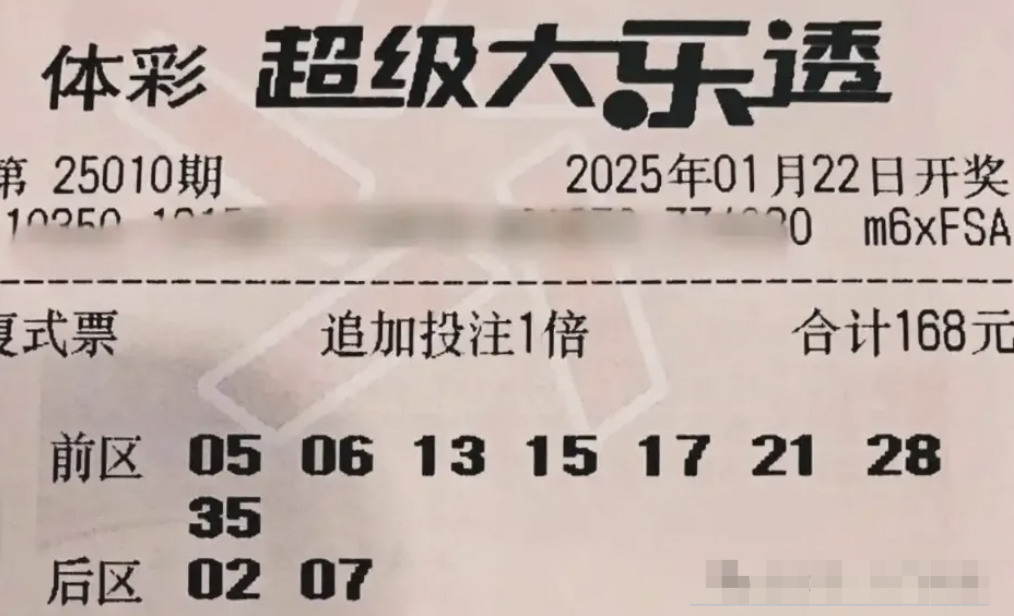 体彩 超级大乐透
第 25010期 2025年01月22日开奖
m6xFSA
复式票 追加投注1倍 合计168元
前区 05 06 13 15 17 21 28
35
后区 02 07